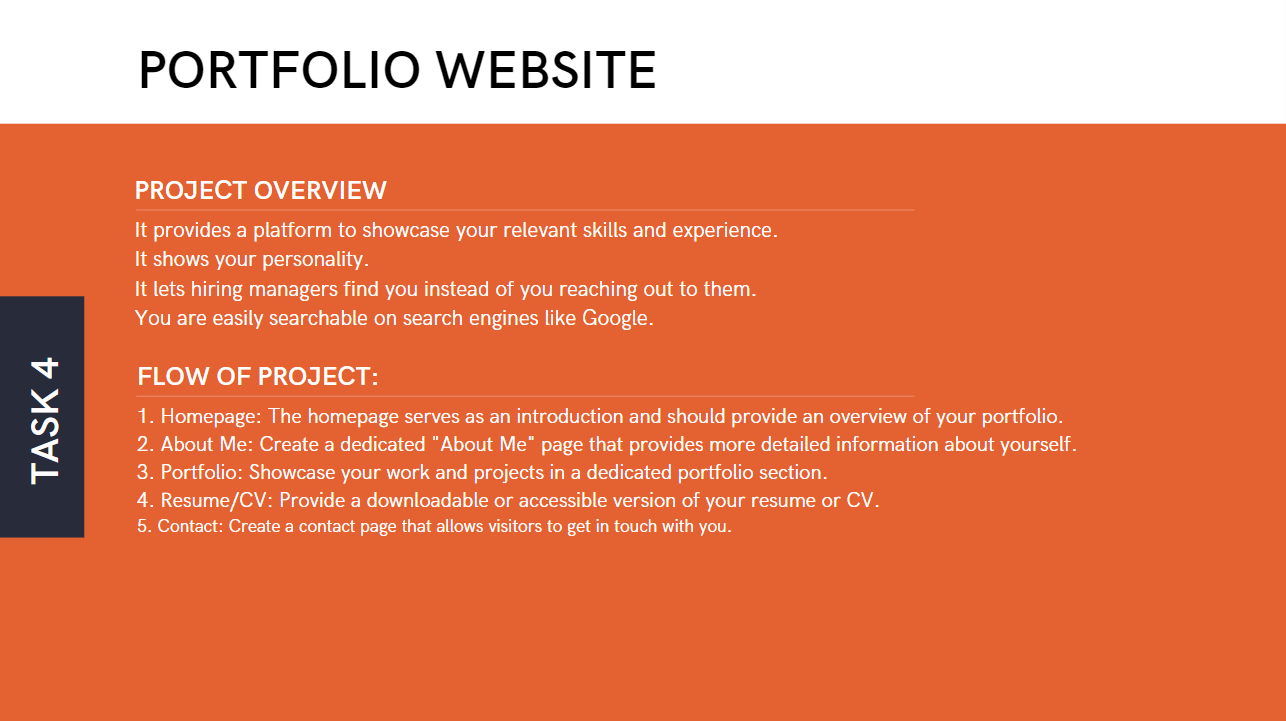 PORTFOLIO WEBSITE
PROJECT OVERVIEW
It provides a platform to showcase your relevant skills and experience.
It shows your personality.
It lets hiring managers find you instead of you reaching out to them.
You are easily searchable on search engines like Google.
TASK 4
FLOW OF PROJECT:
1. Homepage: The homepage serves as an introduction and should provide an overview of your portfolio.
2. About Me: Create a dedicated "About Me" page that provides more detailed information about yourself.
3. Portfolio: Showcase your work and projects in a dedicated portfolio section.
4. Resume/CV: Provide a downloadable or accessible version of your resume or CV.
5. Contact: Create a contact page that allows visitors to get in touch with you.